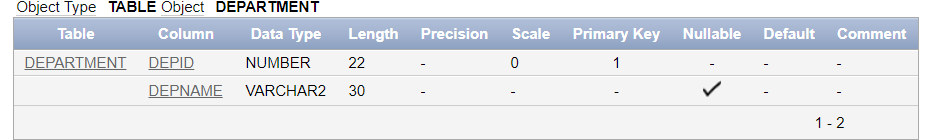 Object Type TABLE Object DEPARTMENT
Table Column Data Type Length Precision Scale Primary Key Nullable Default Comment
DEPARTMENT DEPID NUMBER 22 - 0 1 - - -
DEPNAME VARCHAR2 30 - - - ✓ - -
1 - 2